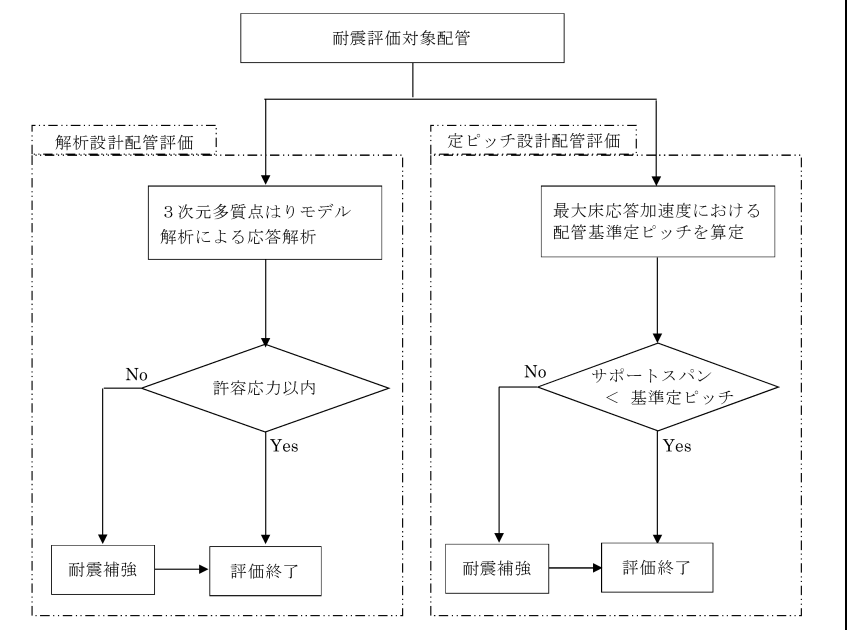 耐震評価対象配管
解析設計配管評価
3次元多質点はりモデル
解析による応答解析
許容応力以内
No
Yes
耐震補強
評価終了
定ピッチ設計配管評価
最大床応答加速度における
配管基準定ピッチを算定
サポートスパン
< 基準定ピッチ
No
Yes
耐震補強
評価終了